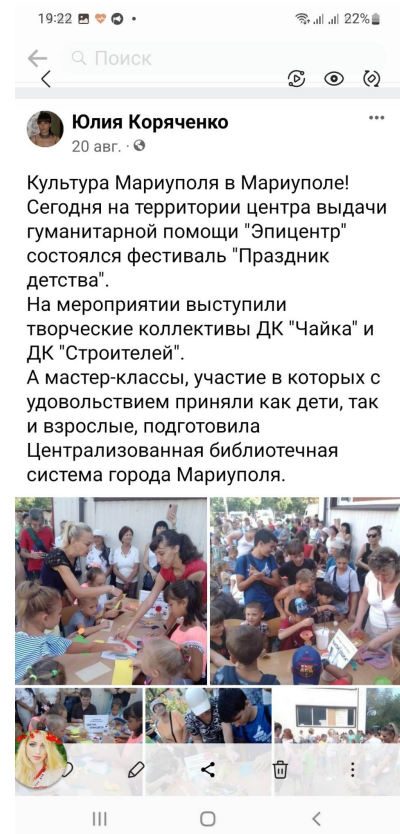 19:22
22%
Поиск
Юлия Коряченко
20 авг.
Культура Мариуполя в Мариуполе!
Сегодня на территории центра выдачи
гуманитарной помощи "Эпицентр"
состоялся фестиваль "Праздник
детства".
На мероприятии выступили
творческие коллективы ДК "Чайка" и
ДК "Строителей".
А мастер-классы, участие в которых с
удовольствием приняли как дети, так
и взрослые, подготовила
Централизованная библиотечная
система города Мариуполя.